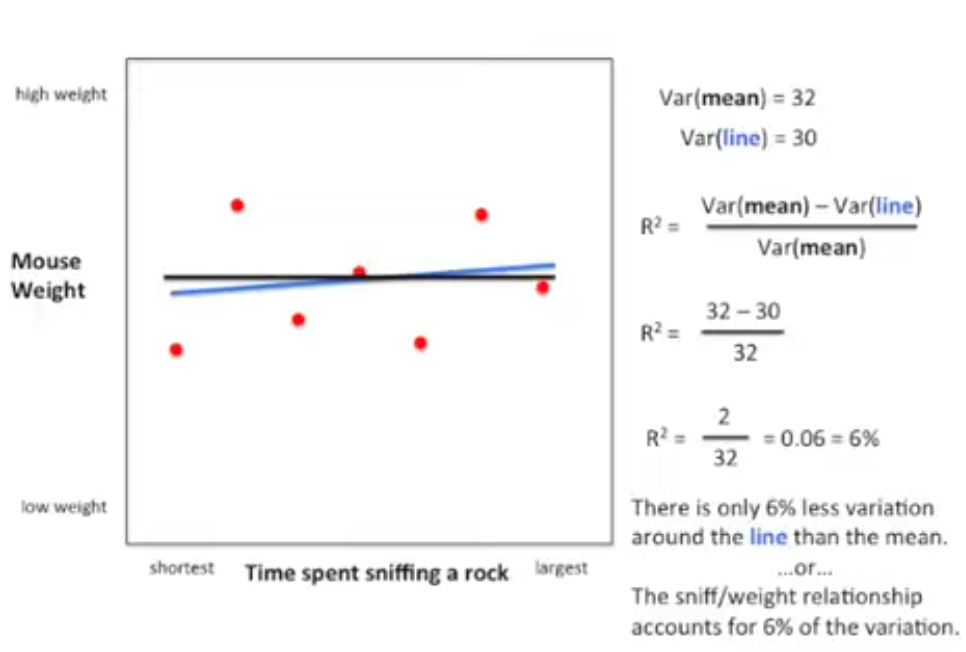 high weight
Mouse
Weight
low weight
shortest
Time spent sniffing a rock
largest
Var(mean) = 32
Var(line) = 30
R² = Var(mean) – Var(line)
Var(mean)
R² = 32 – 30
32
R² = 2
32
= 0.06 = 6%
There is only 6% less variation
around the line than the mean.
...or...
The sniff/weight relationship
accounts for 6% of the variation.